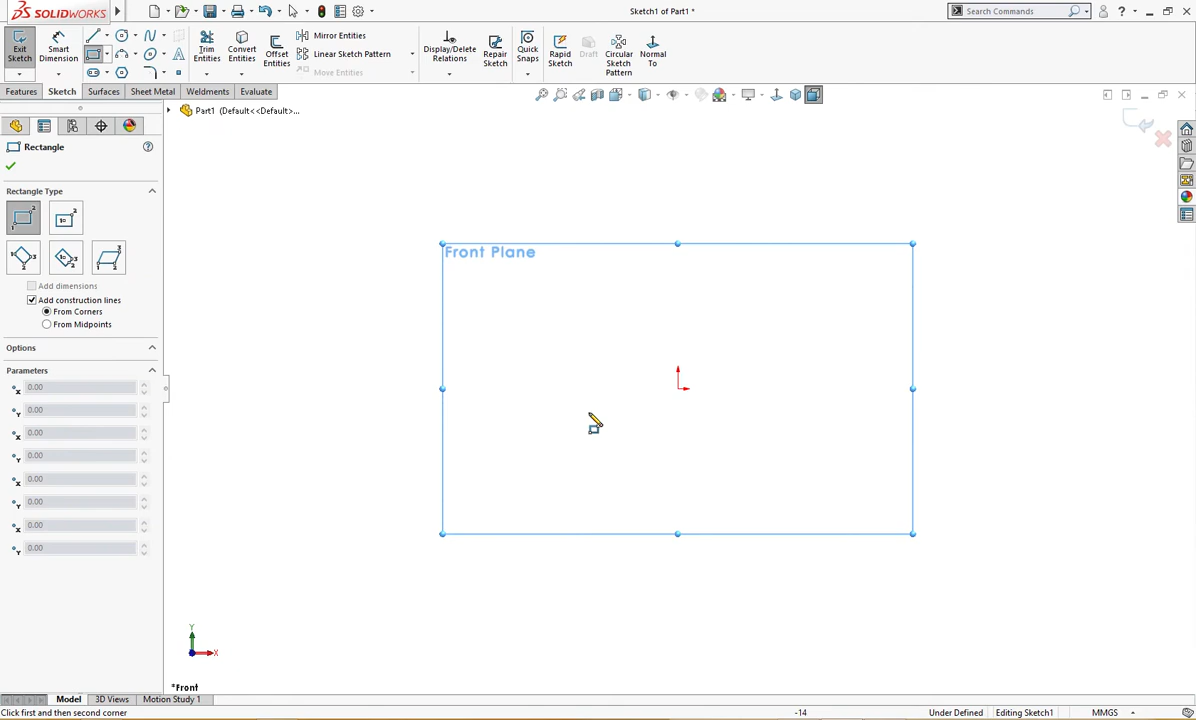 SOLIDWORKS
Sketch1 of Part1 *
Search Commands
?
Exit Sketch
Smart Dimension
Trim Entities
Convert Entities
Offset Entities
Mirror Entities
Linear Sketch Pattern
Move Entities
Display/Delete Relations
Repair Sketch
Quick Snaps
Rapid Sketch
Draft
Circular Sketch Pattern
Normal To
Features
Sketch
Surfaces
Sheet Metal
Weldments
Evaluate
Part1 (Default<<Default>...
Rectangle
Rectangle Type
Add dimensions
Add construction lines
From Corners
From Midpoints
Options
Parameters
0.00
0.00
0.00
0.00
0.00
0.00
0.00
0.00
Front Plane
Y
X
*Front
Model
3D Views
Motion Study 1
Click first and then second corner
-14
Under Defined
Editing Sketch1
MMGS